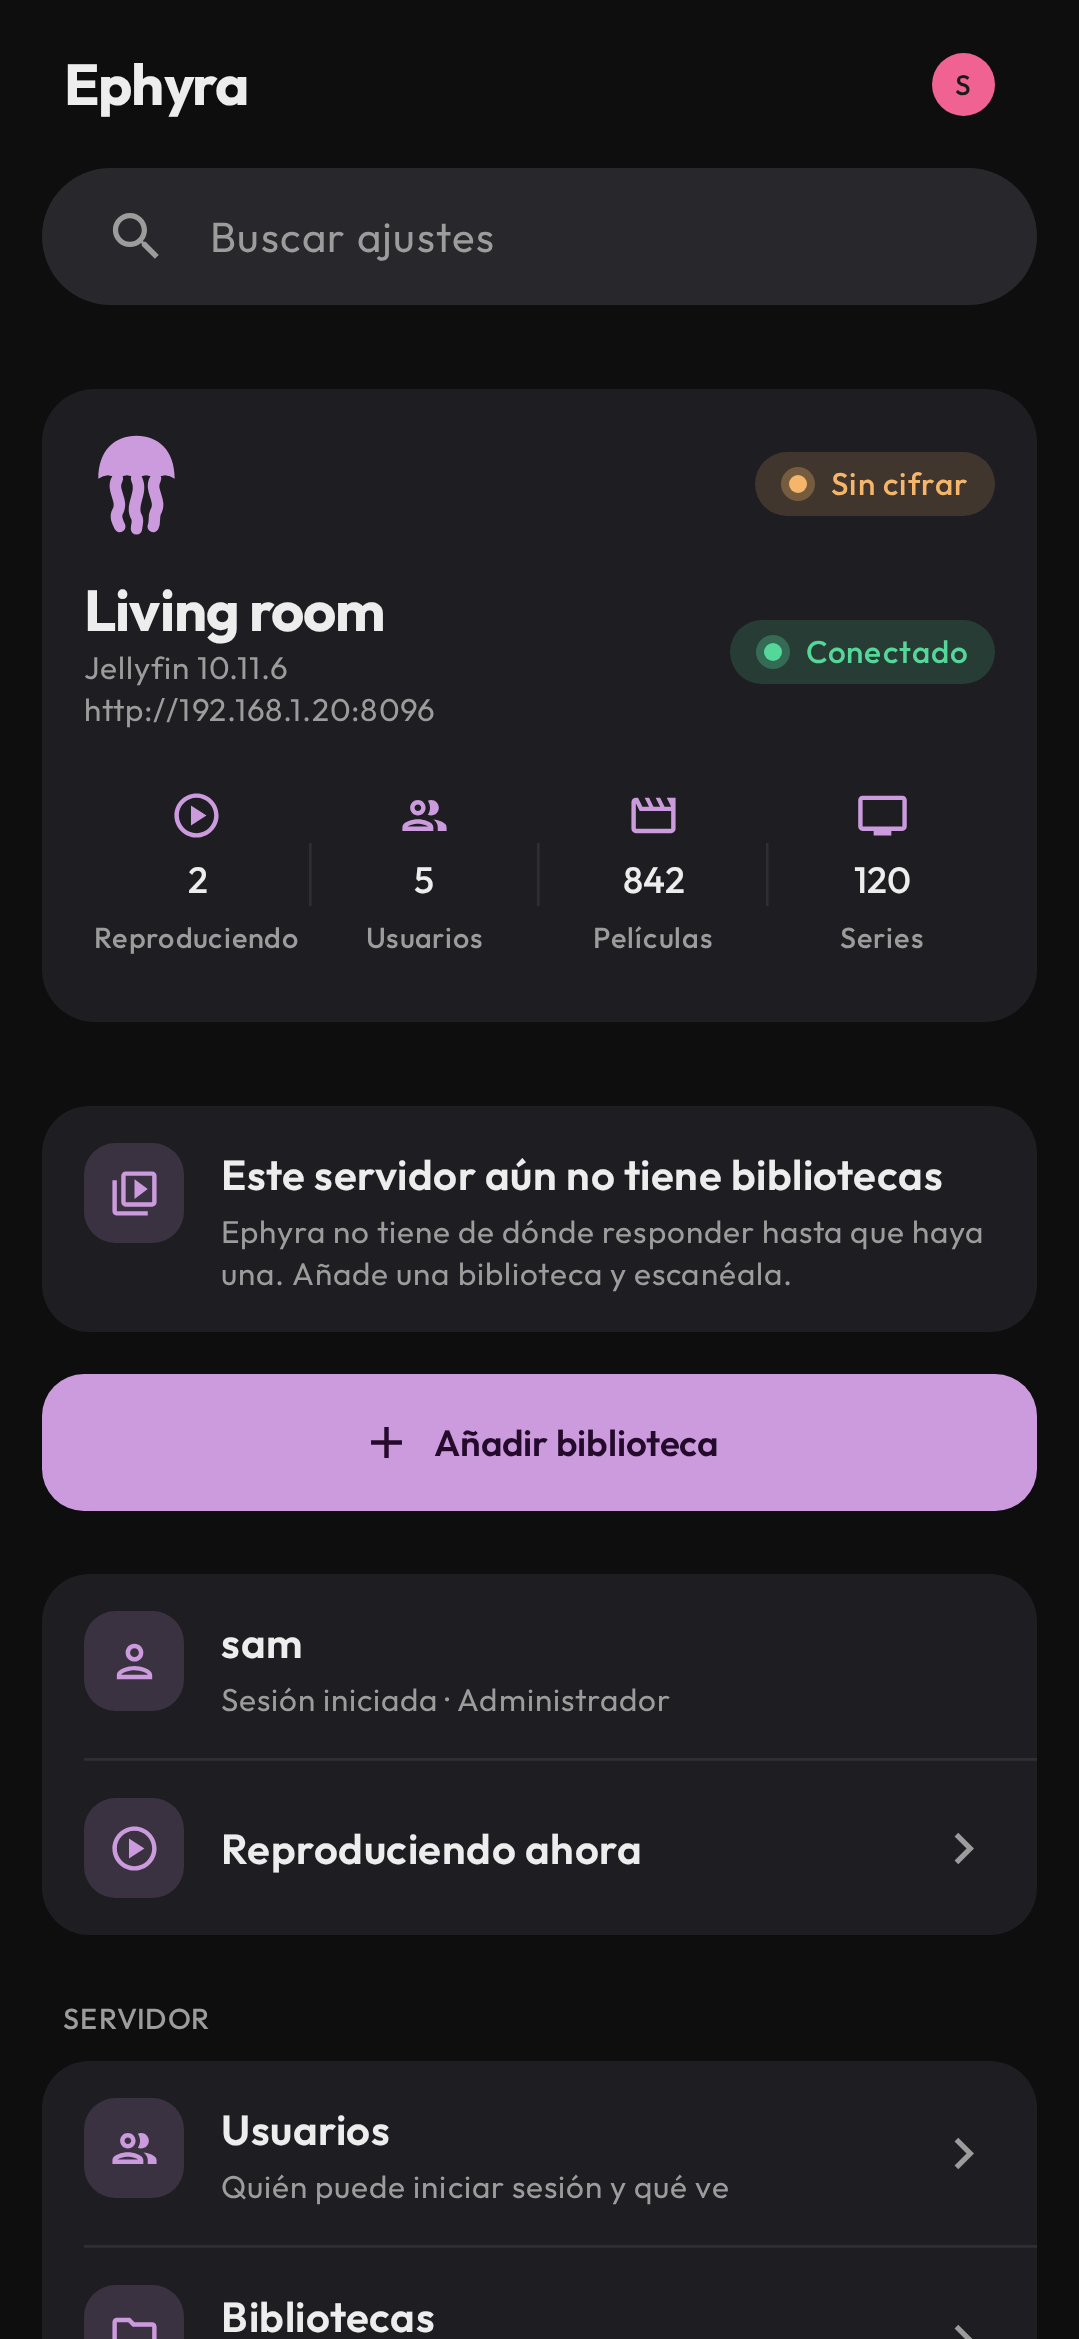 Ephyra
S
Buscar ajustes
Sin cifrar
Living room
Jellyfin 10.11.6
http://192.168.1.20:8096
Conectado
2
Reproduciendo
5
Usuarios
842
Películas
120
Series
Este servidor aún no tiene bibliotecas
Ephyra no tiene de dónde responder hasta que haya
una. Añade una biblioteca y escanéala.
Añadir biblioteca
sam
Sesión iniciada · Administrador
Reproduciendo ahora
SERVIDOR
Usuarios
Quién puede iniciar sesión y qué ve
Bibliotecas